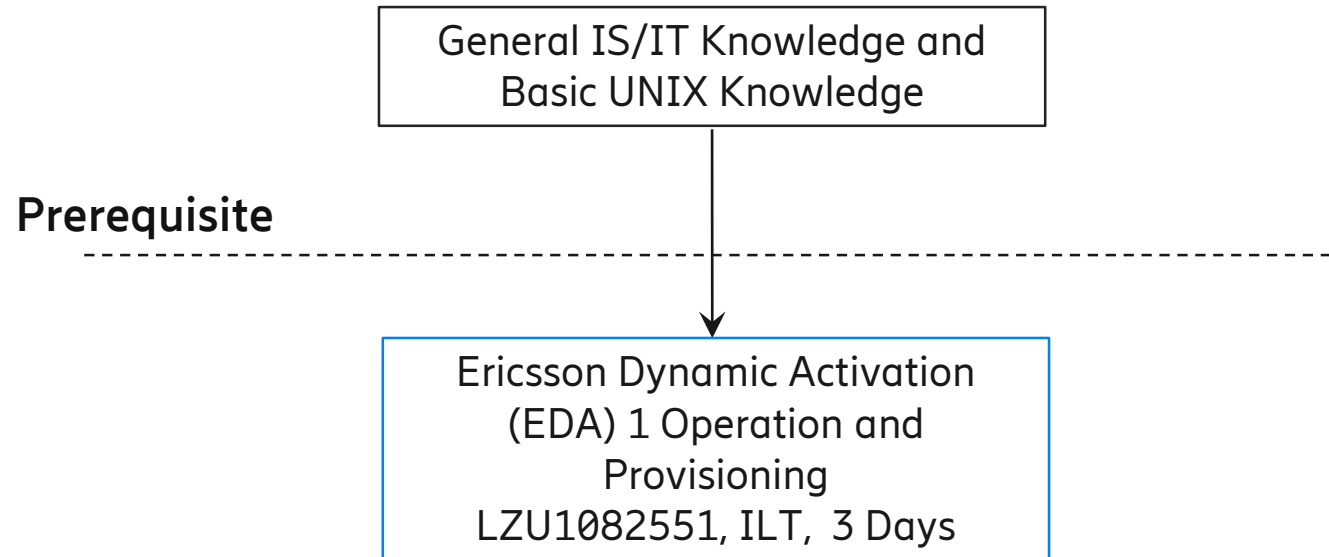 General IS/IT Knowledge and
Basic UNIX Knowledge
Prerequisite
Ericsson Dynamic Activation
(EDA) 1 Operation and
Provisioning
LZU1082551, ILT,  3 Days